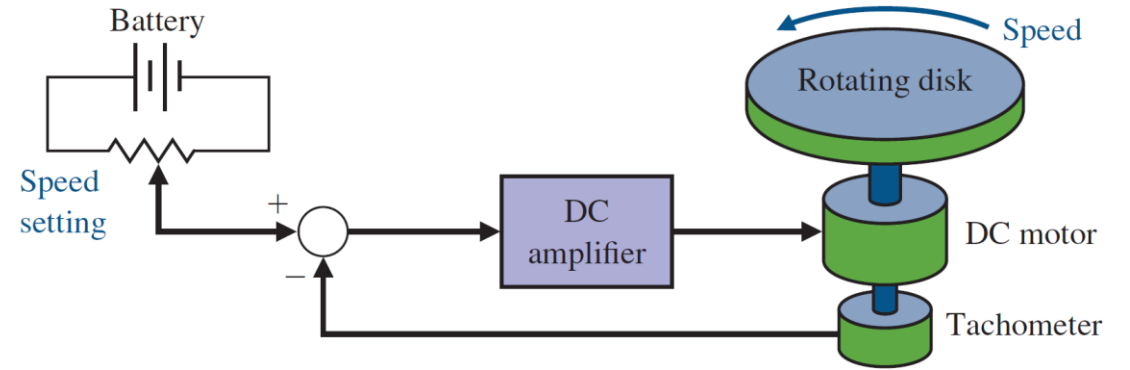 Battery
Speed
Rotating disk
Speed
setting
+
DC
amplifier
DC motor
−
Tachometer